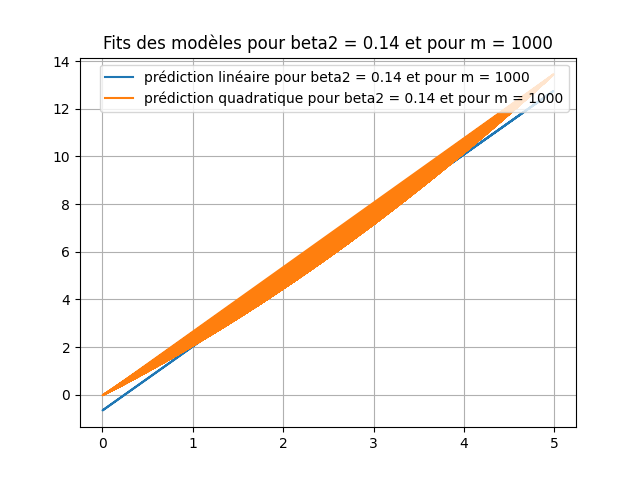 Fits des modèles pour beta2 = 0.14 et pour m = 1000
prédiction linéaire pour beta2 = 0.14 et pour m = 1000
prédiction quadratique pour beta2 = 0.14 et pour m = 1000
14
12
10
8
6
4
2
0
0 1 2 3 4 5